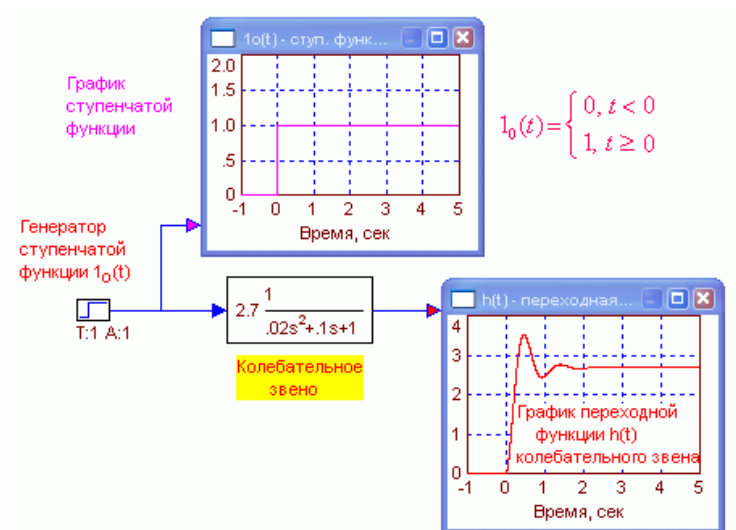 1o(t) - ступ. функ...
График
ступенчатой
функции
2.0
1.5
1.0
.5
0
-1 0 1 2 3 4 5
Время, сек
1₀(t)={0, t < 0
1, t ≥ 0
Генератор
ступенчатой
функции 1₀(t)
T:1 A:1
2.7 1
.02s²+.1s+1
Колебательное
звено
h(t) - переходная...
4
3
2
1
0
График переходной
функции h(t)
колебательного звена
-1 0 1 2 3 4 5
Время, сек